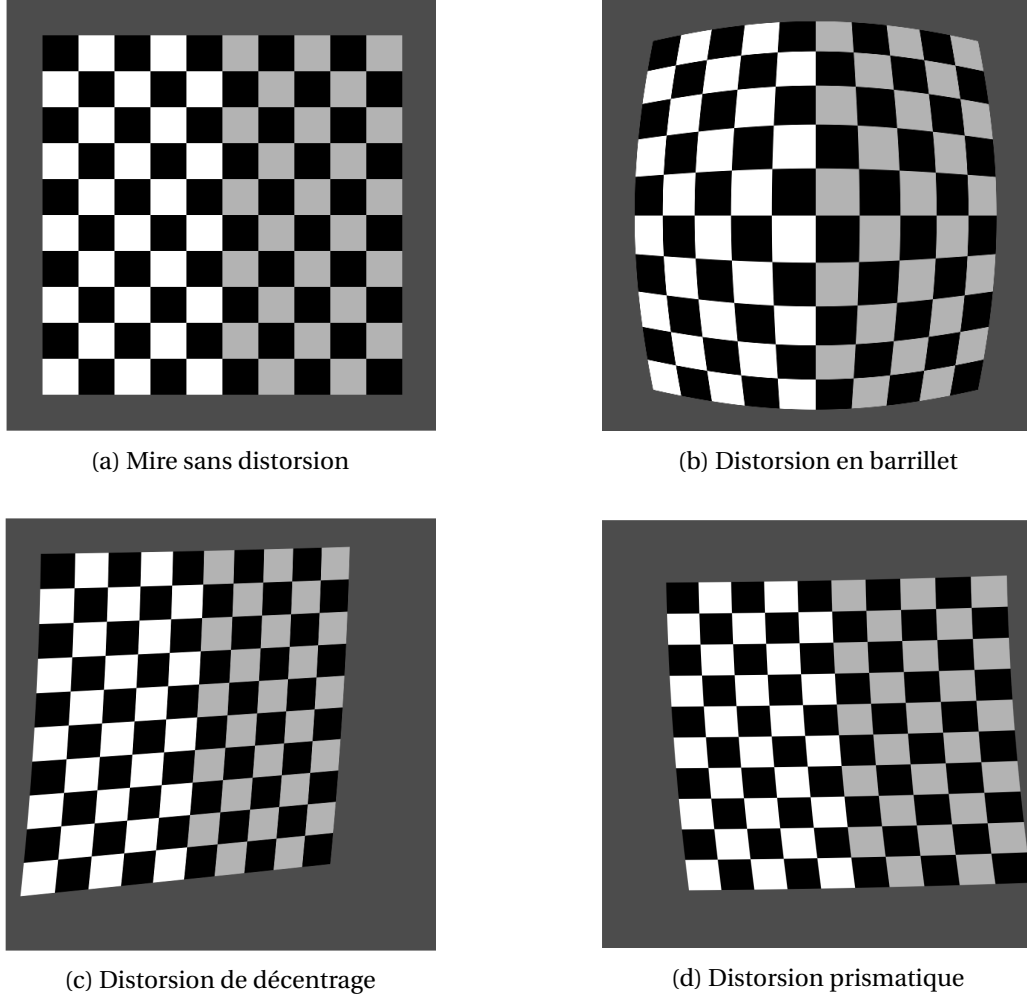 (a) Mire sans distorsion
(b) Distorsion en barrillet
(c) Distorsion de décentrage
(d) Distorsion prismatique